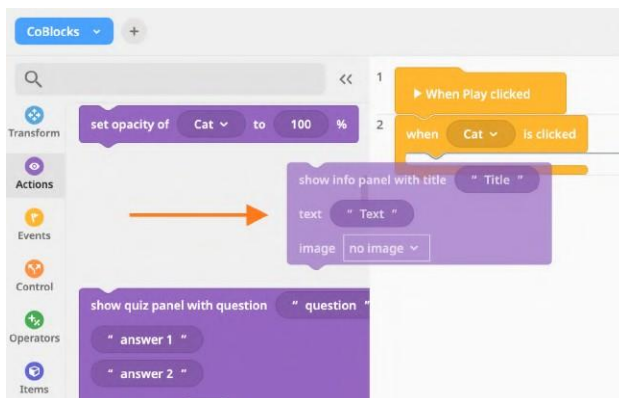 CoBlocks +
Transform
Actions
Events
Control
Operators
Items
set opacity of Cat to 100 %
show info panel with title " Title "
text " Text "
image no image
show quiz panel with question " question "
" answer 1 "
" answer 2 "
1 When Play clicked
2 when Cat is clicked